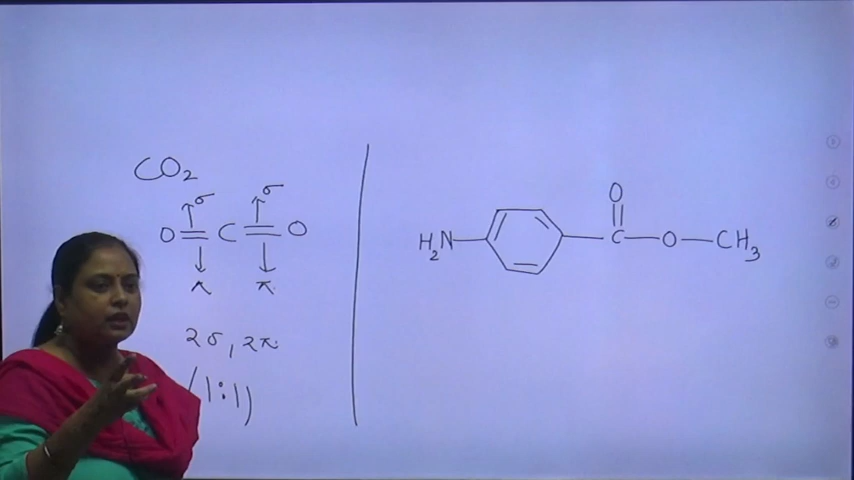 CO₂
σ σ
O=C=O
π π
2σ, 2π
(1:1)
O
||
H₂N C—O—CH₃